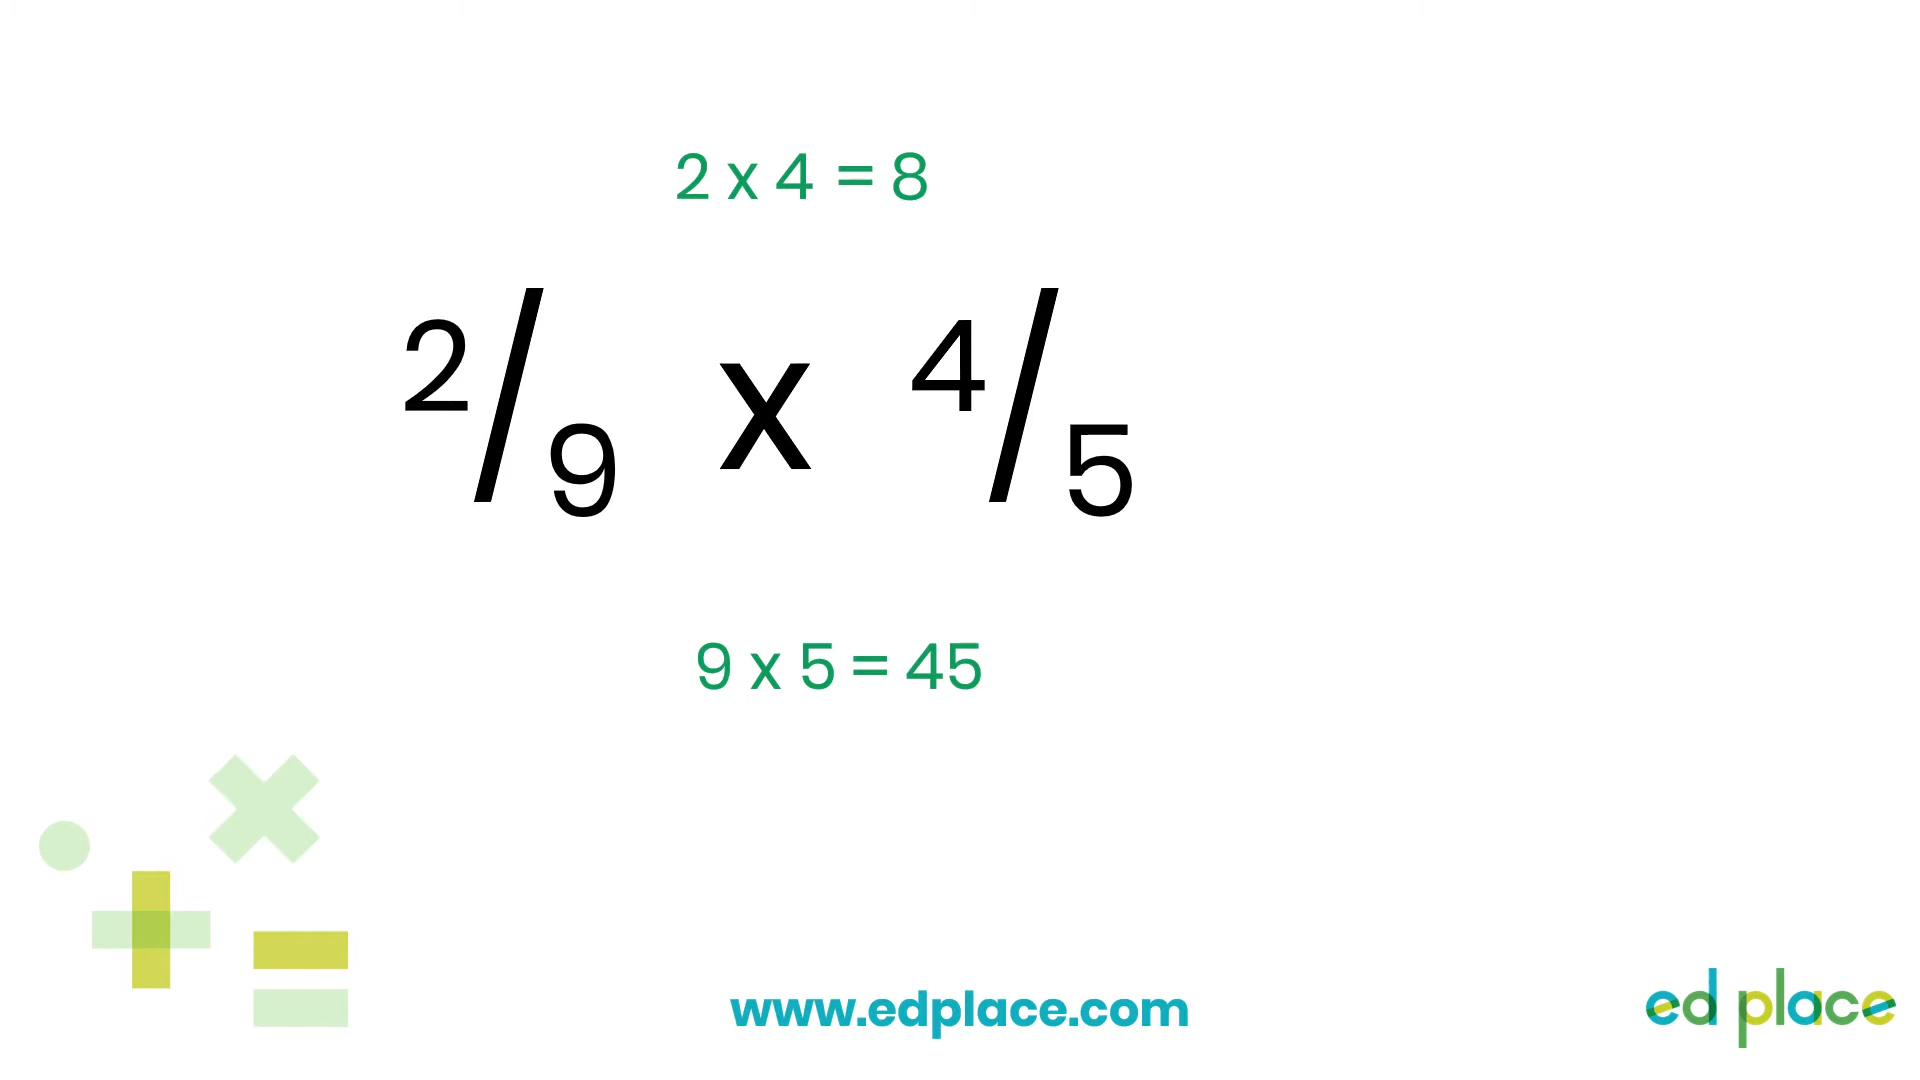 2 x 4 = 8
2/9 x 4/5
9 x 5 = 45
www.edplace.com
ed place